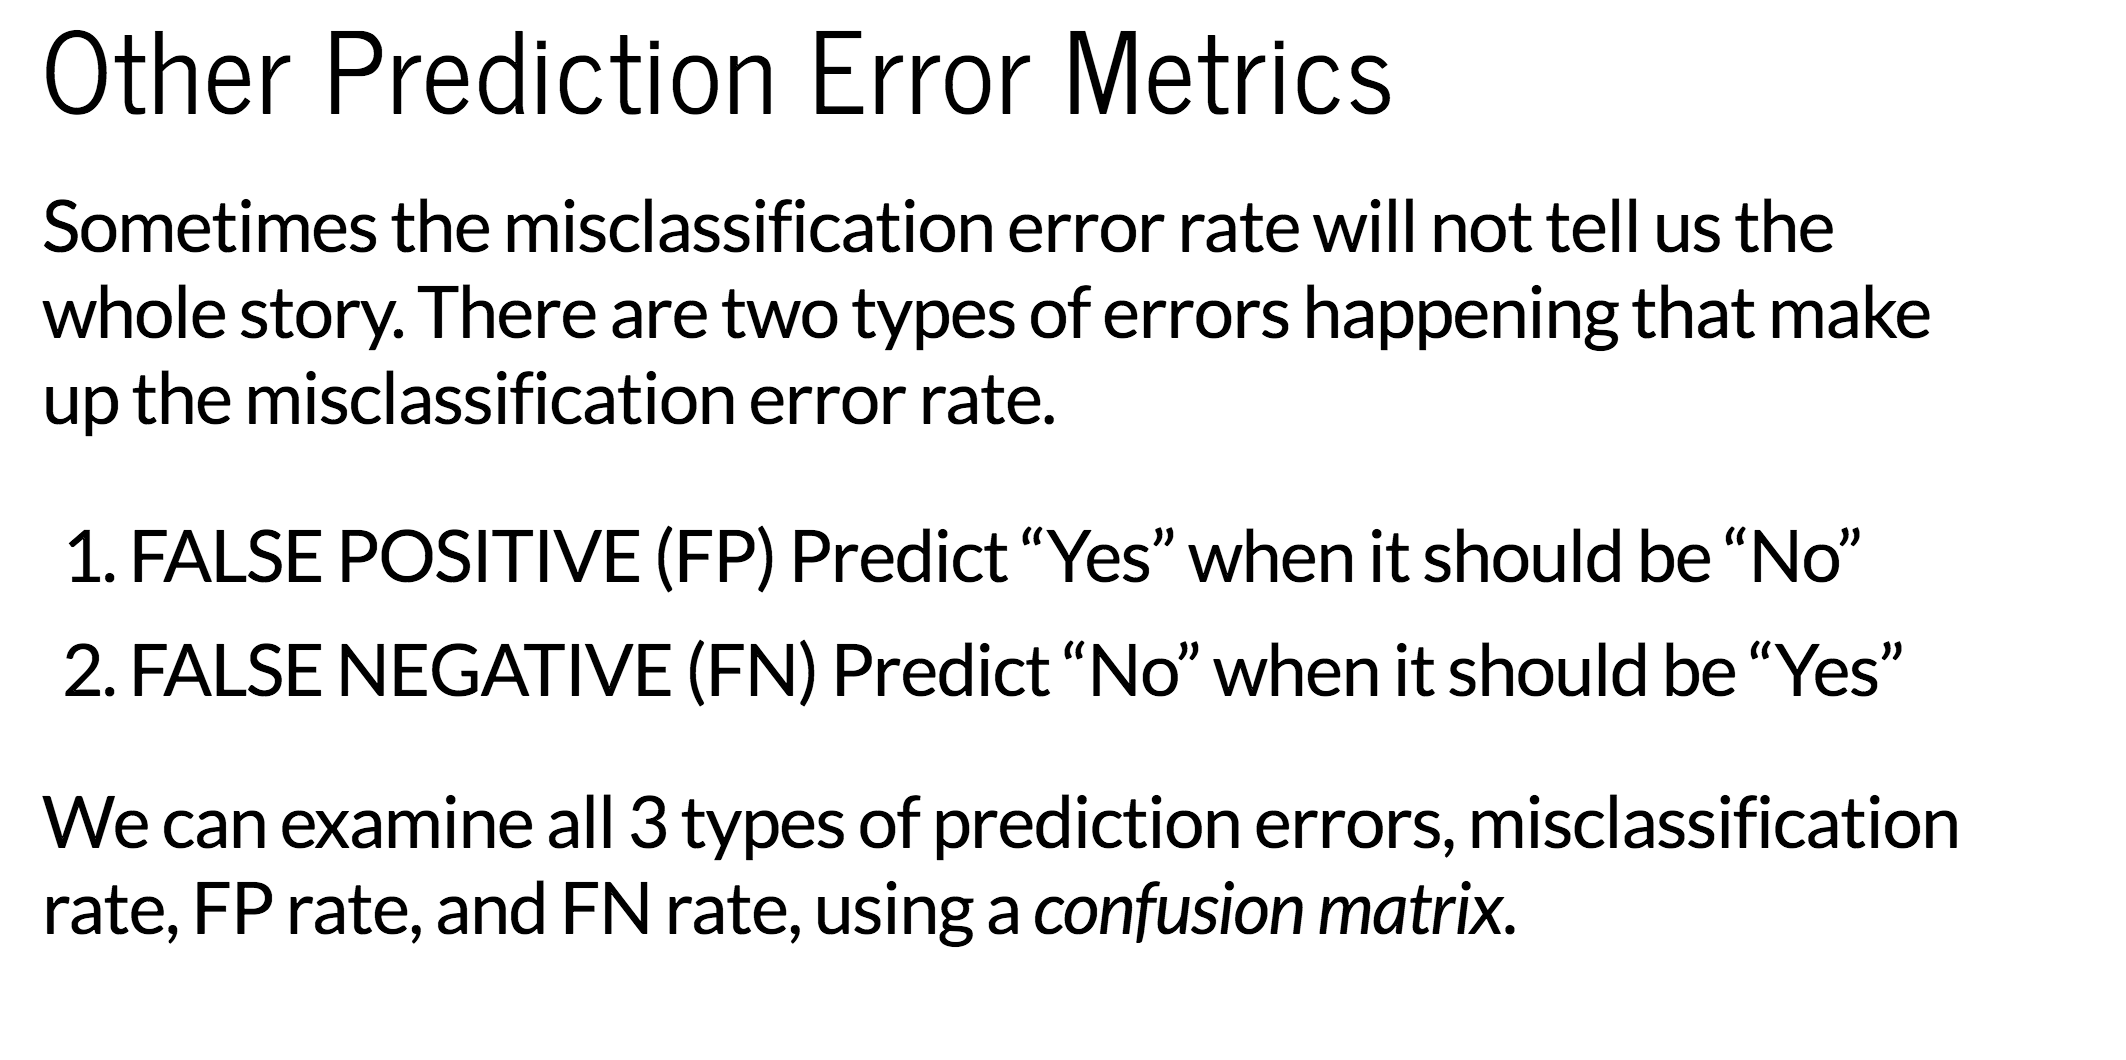 Other Prediction Error Metrics
Sometimes the misclassification error rate will not tell us the
whole story. There are two types of errors happening that make
up the misclassification error rate.
1. FALSE POSITIVE (FP) Predict “Yes” when it should be “No”
2. FALSE NEGATIVE (FN) Predict “No” when it should be “Yes”
We can examine all 3 types of prediction errors, misclassification
rate, FP rate, and FN rate, using a confusion matrix.